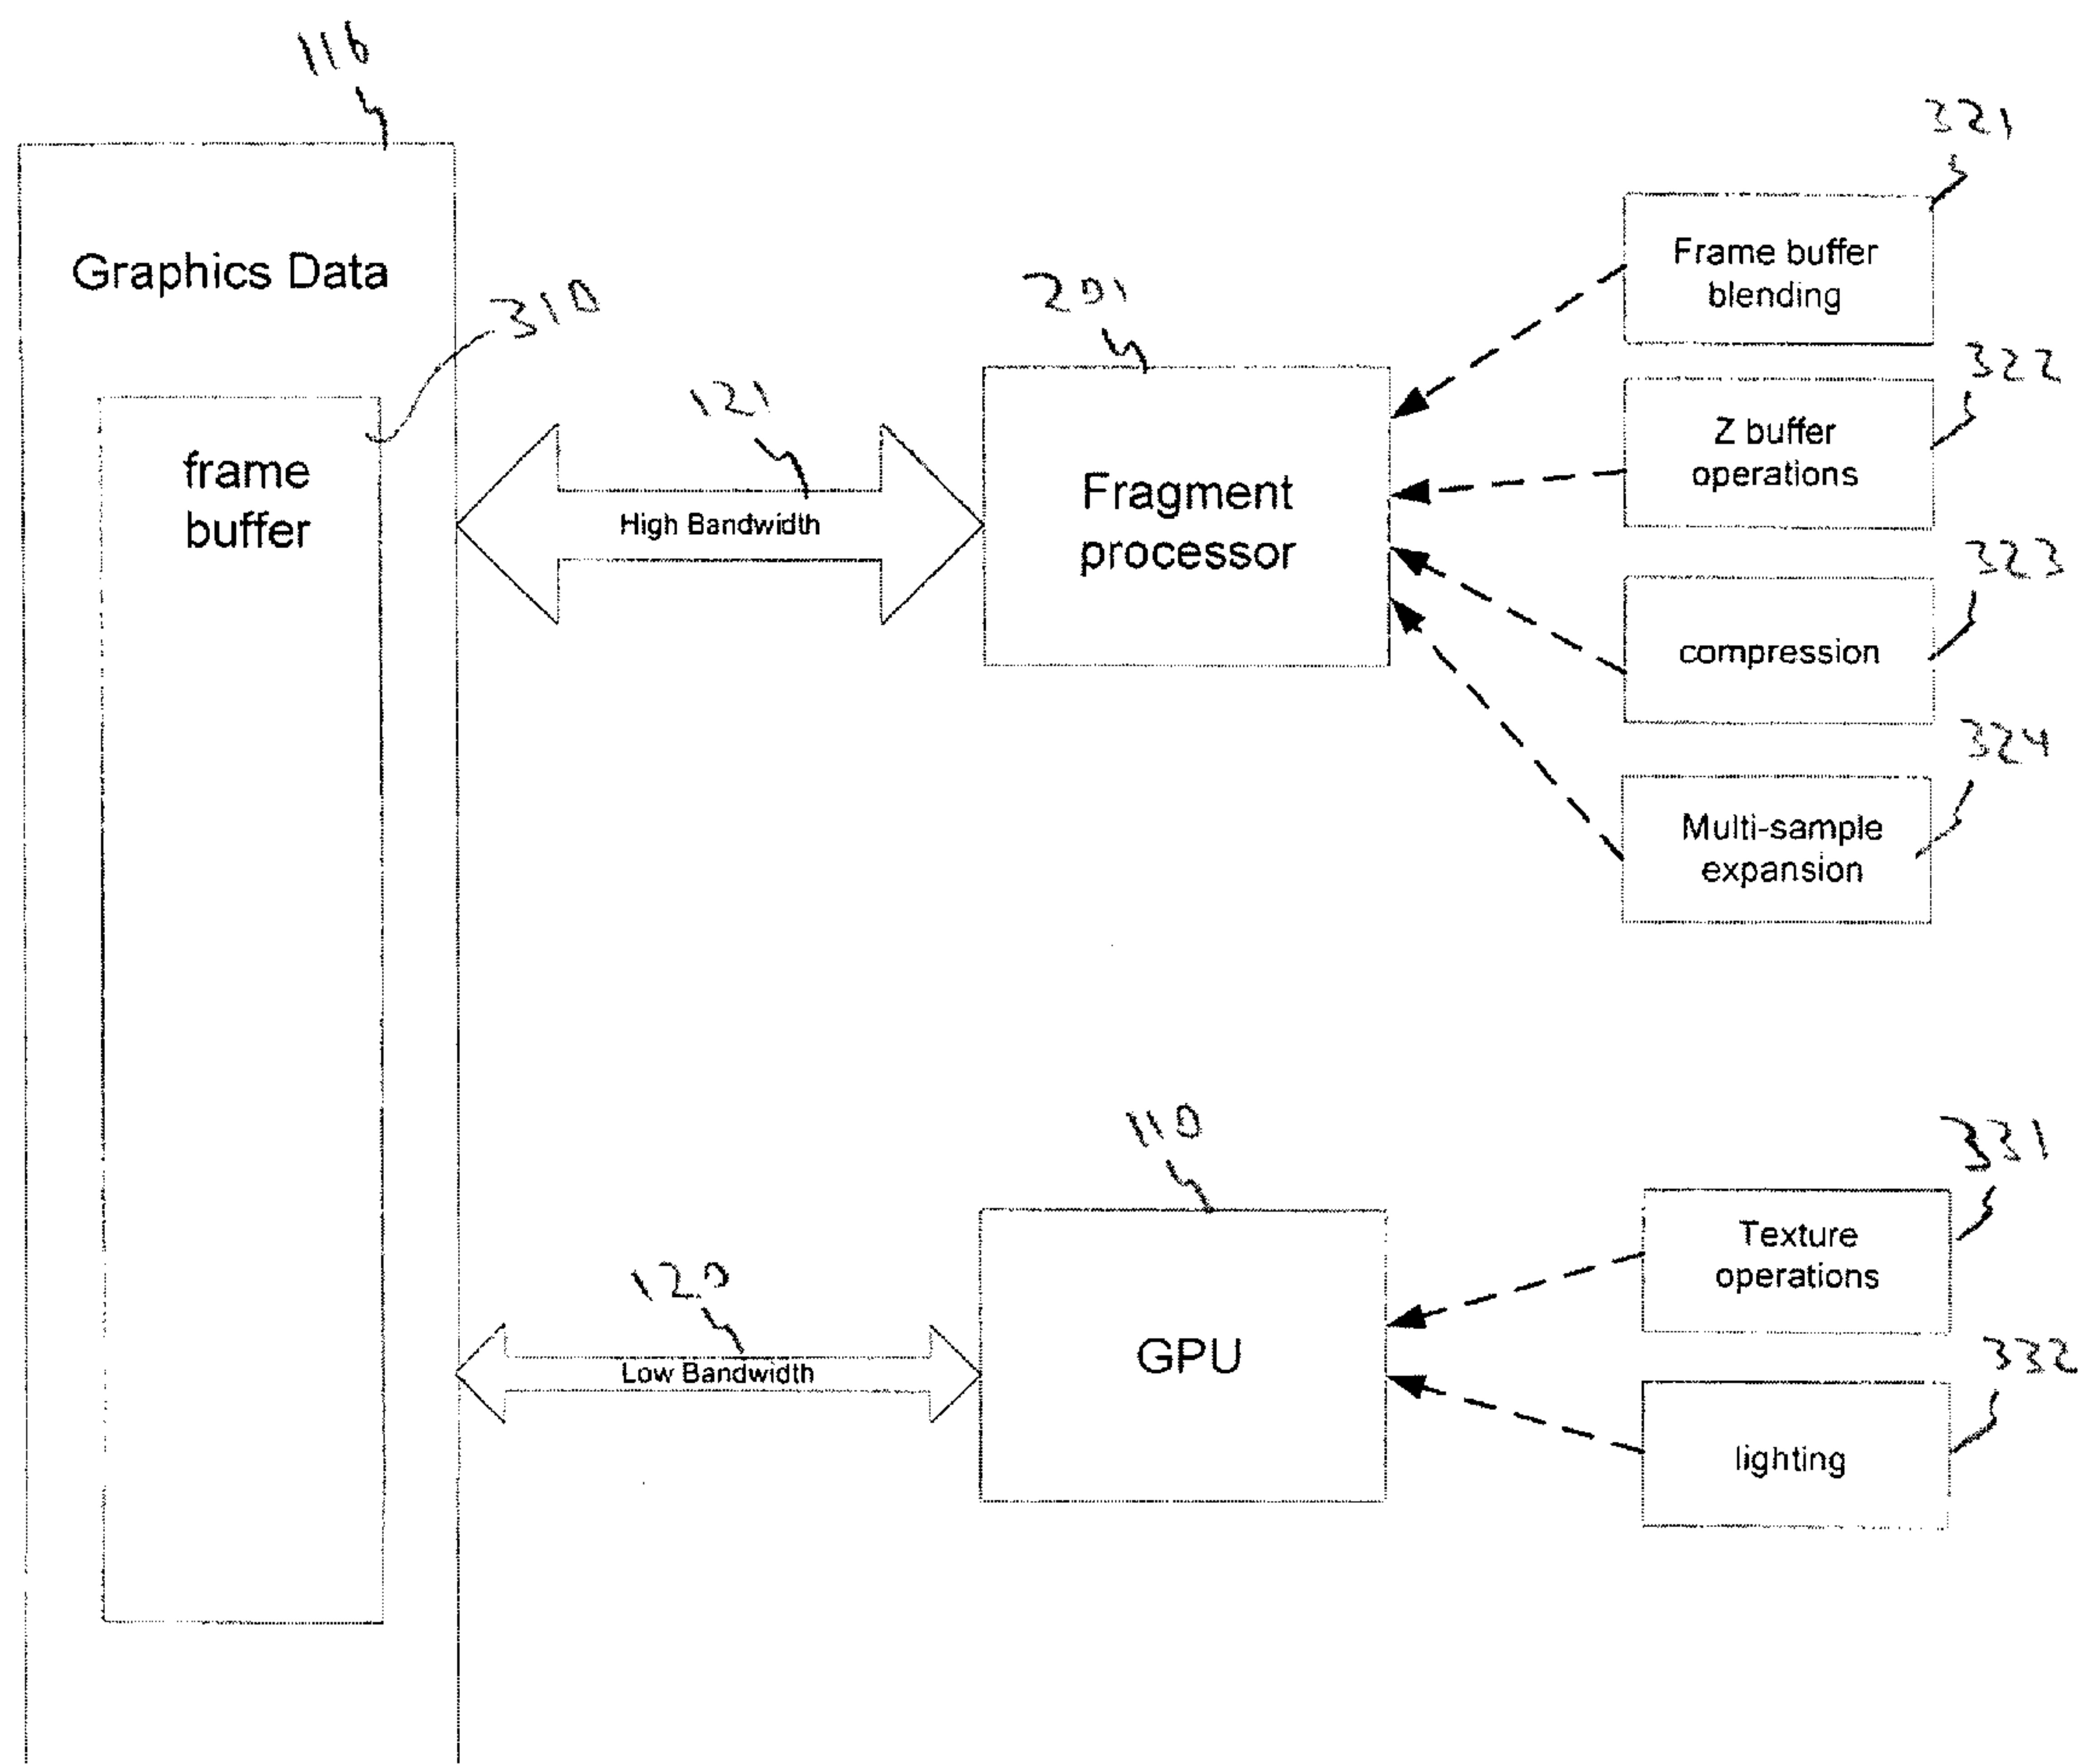 116
Graphics Data
310
frame
buffer
121
High Bandwidth
201
Fragment
processor
321
Frame buffer
blending
322
Z buffer
operations
323
compression
324
Multi-sample
expansion
120
Low Bandwidth
110
GPU
331
Texture
operations
332
lighting